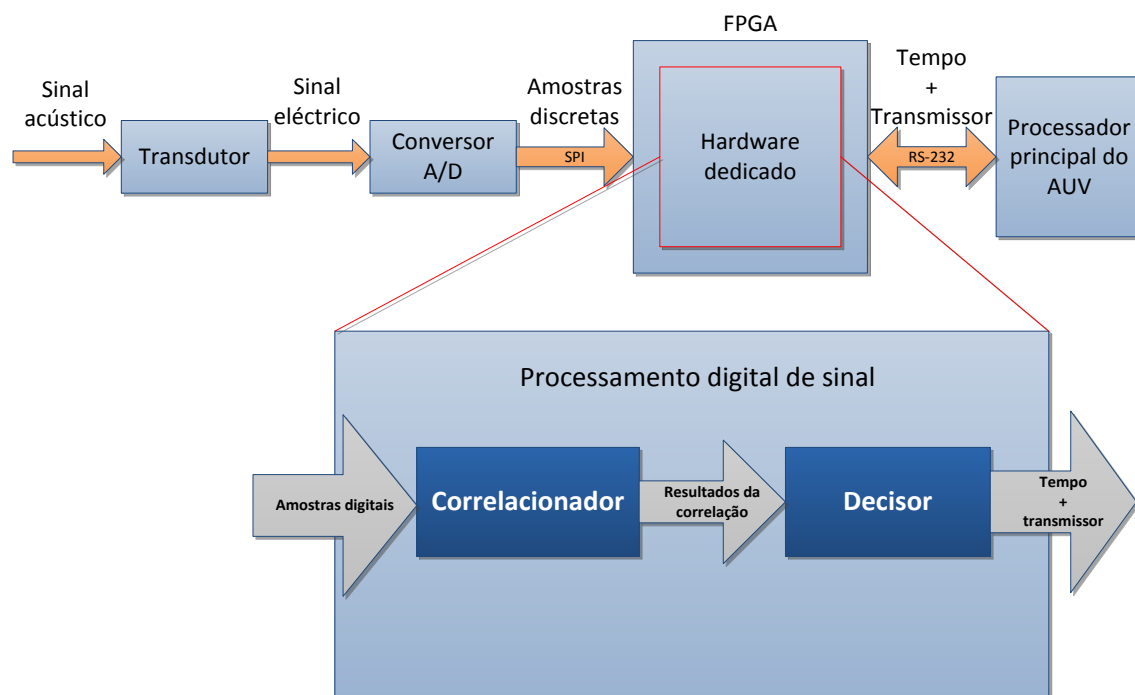 FPGA
Sinal
acústico
Transdutor
Sinal
eléctrico
Conversor
A/D
Amostras
discretas
SPI
Hardware
dedicado
Tempo
+
Transmissor
RS-232
Processador
principal do
AUV
Processamento digital de sinal
Amostras digitais
Correlacionador
Resultados da
correlação
Decisor
Tempo
+
transmissor